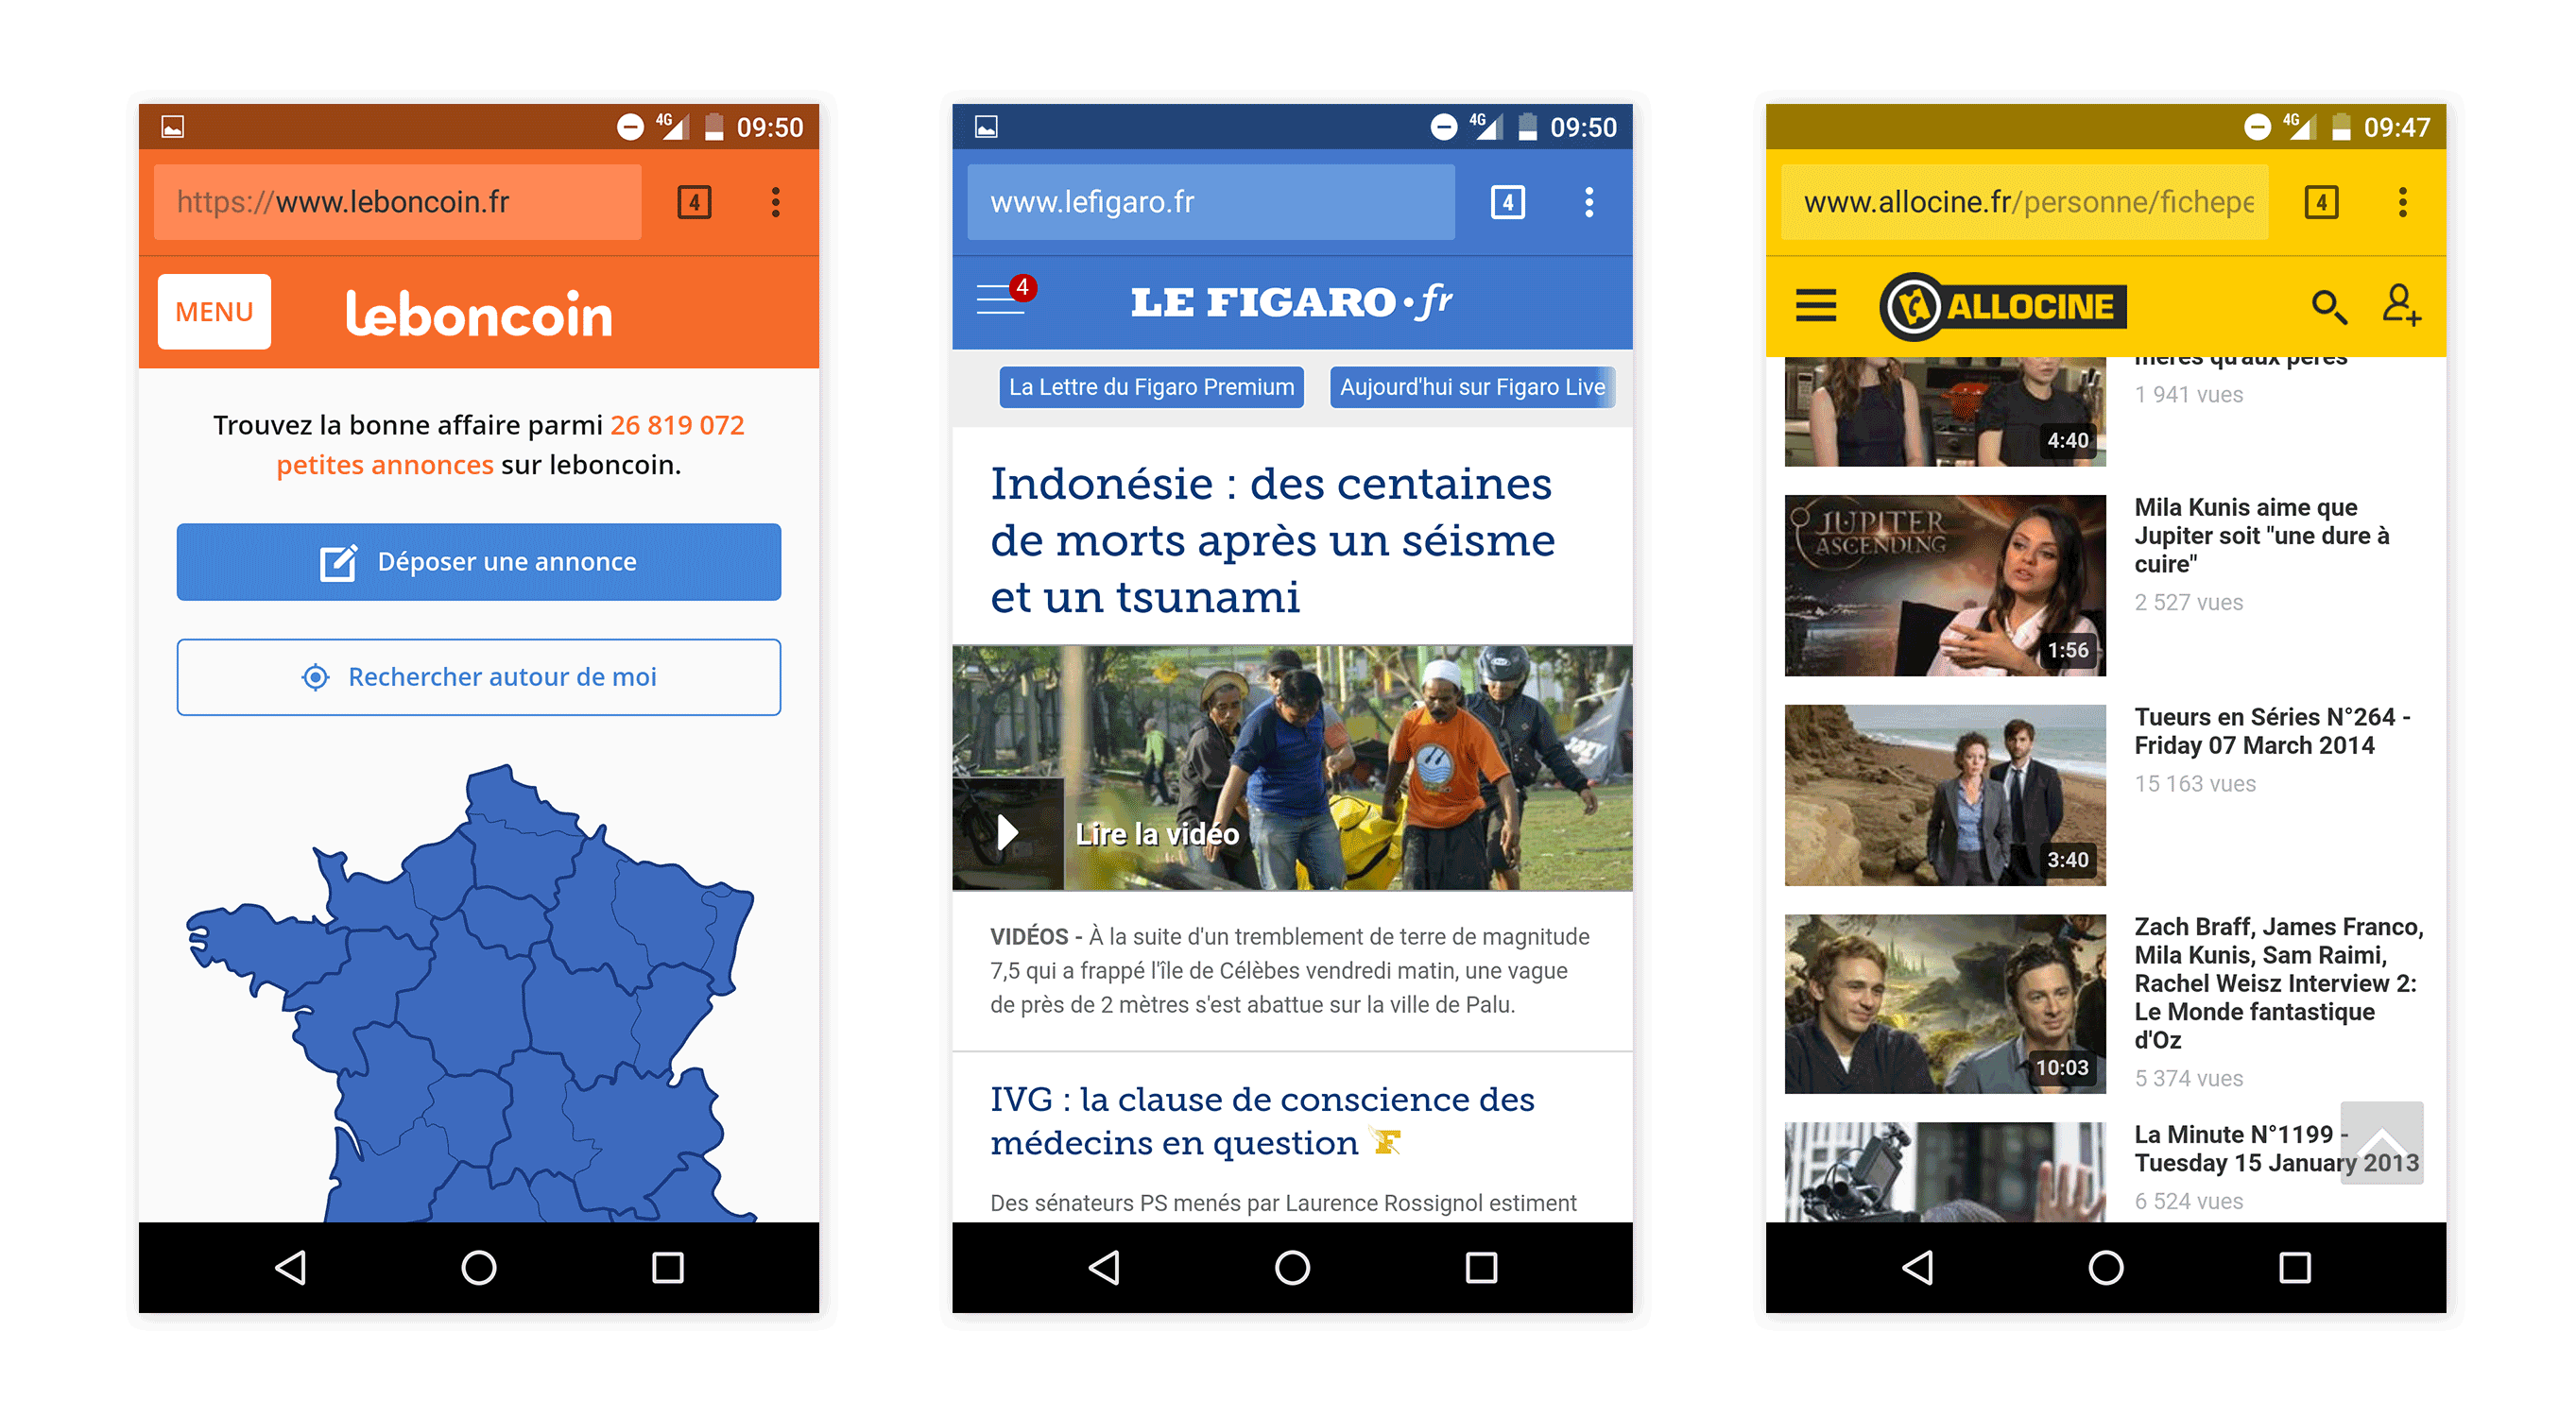 4G 09:50
https://www.leboncoin.fr 4
MENU leboncoin
Trouvez la bonne affaire parmi 26 819 072
petites annonces sur leboncoin.
Déposer une annonce
Rechercher autour de moi
4G 09:50
www.lefigaro.fr 4
4 LE FIGARO·fr
La Lettre du Figaro Premium Aujourd'hui sur Figaro Live
Indonésie : des centaines
de morts après un séisme
et un tsunami
Lire la vidéo
VIDÉOS - À la suite d'un tremblement de terre de magnitude
7,5 qui a frappé l'île de Célèbes vendredi matin, une vague
de près de 2 mètres s'est abattue sur la ville de Palu.
IVG : la clause de conscience des
médecins en question F
Des sénateurs PS menés par Laurence Rossignol estiment
4G 09:47
www.allocine.fr/personne/fichepe 4
ALLOCINE
mères qu'aux pères
1 941 vues
4:40
JUPITER
ASCENDING
1:56
Mila Kunis aime que
Jupiter soit "une dure à
cuire"
2 527 vues
3:40
Tueurs en Séries N°264 -
Friday 07 March 2014
15 163 vues
10:03
Zach Braff, James Franco,
Mila Kunis, Sam Raimi,
Rachel Weisz Interview 2:
Le Monde fantastique
d'Oz
5 374 vues
La Minute N°1199 -
Tuesday 15 January 2013
6 524 vues